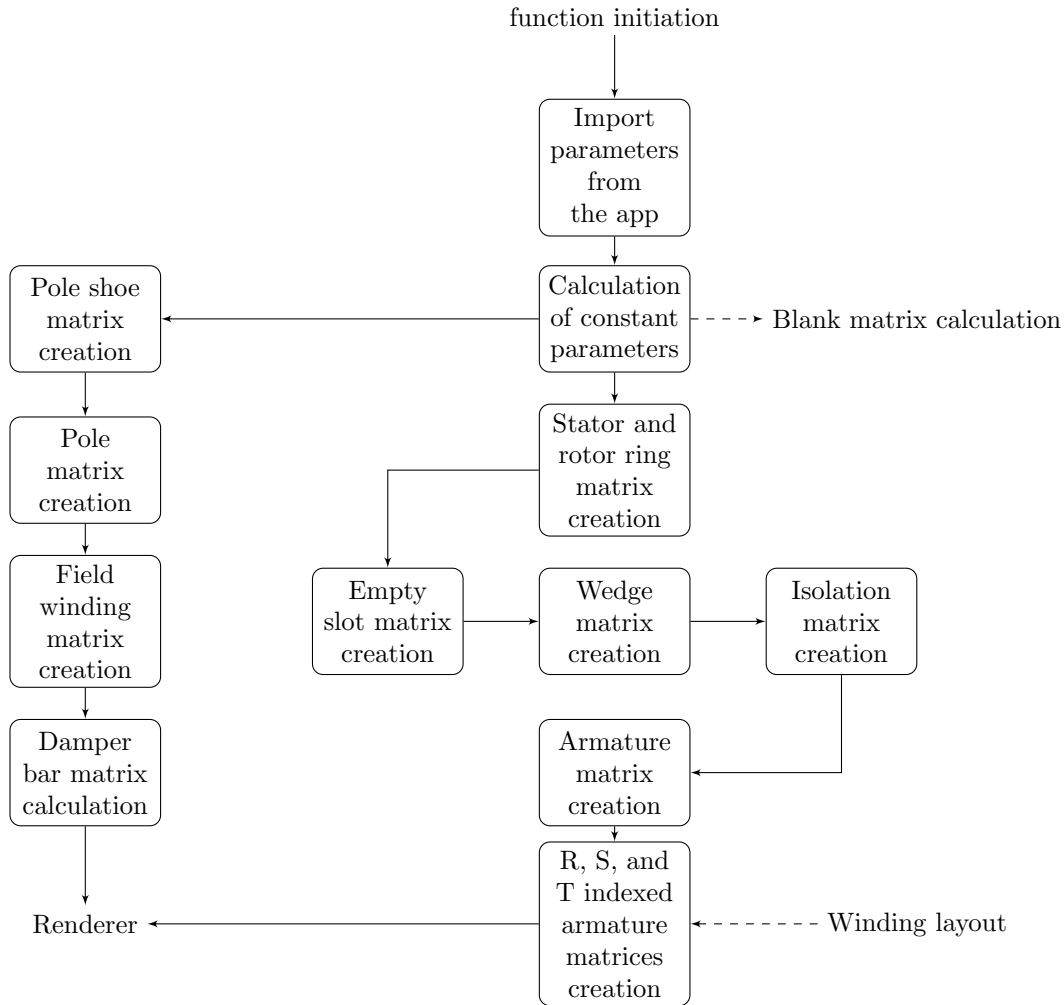 function initiation
Import
parameters
from
the app
Pole shoe
matrix
creation
Calculation
of constant
parameters
Blank matrix calculation
Pole
matrix
creation
Stator and
rotor ring
matrix
creation
Field
winding
matrix
creation
Empty
slot matrix
creation
Wedge
matrix
creation
Isolation
matrix
creation
Damper
bar matrix
calculation
Armature
matrix
creation
Renderer
R, S, and
T indexed
armature
matrices
creation
Winding layout